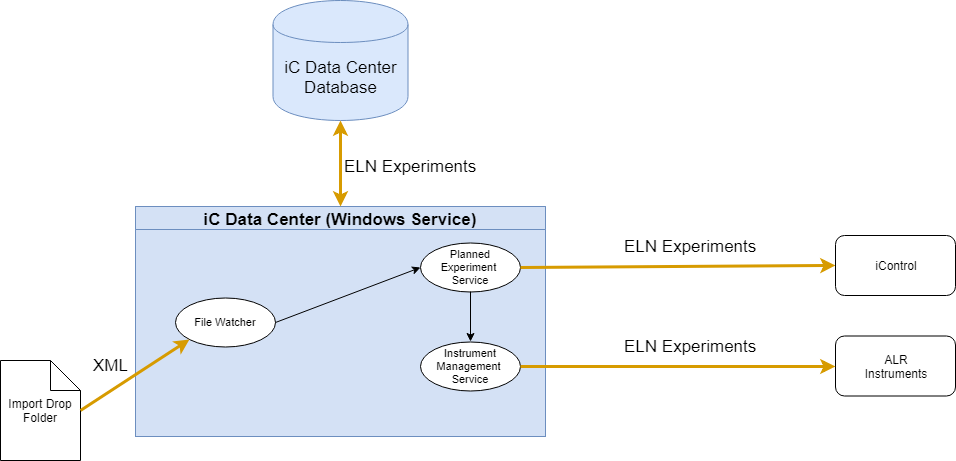 iC Data Center
Database
ELN Experiments
iC Data Center (Windows Service)
Planned
Experiment
Service
ELN Experiments
iControl
File Watcher
Instrument
Management
Service
ELN Experiments
ALR
Instruments
XML
Import Drop
Folder